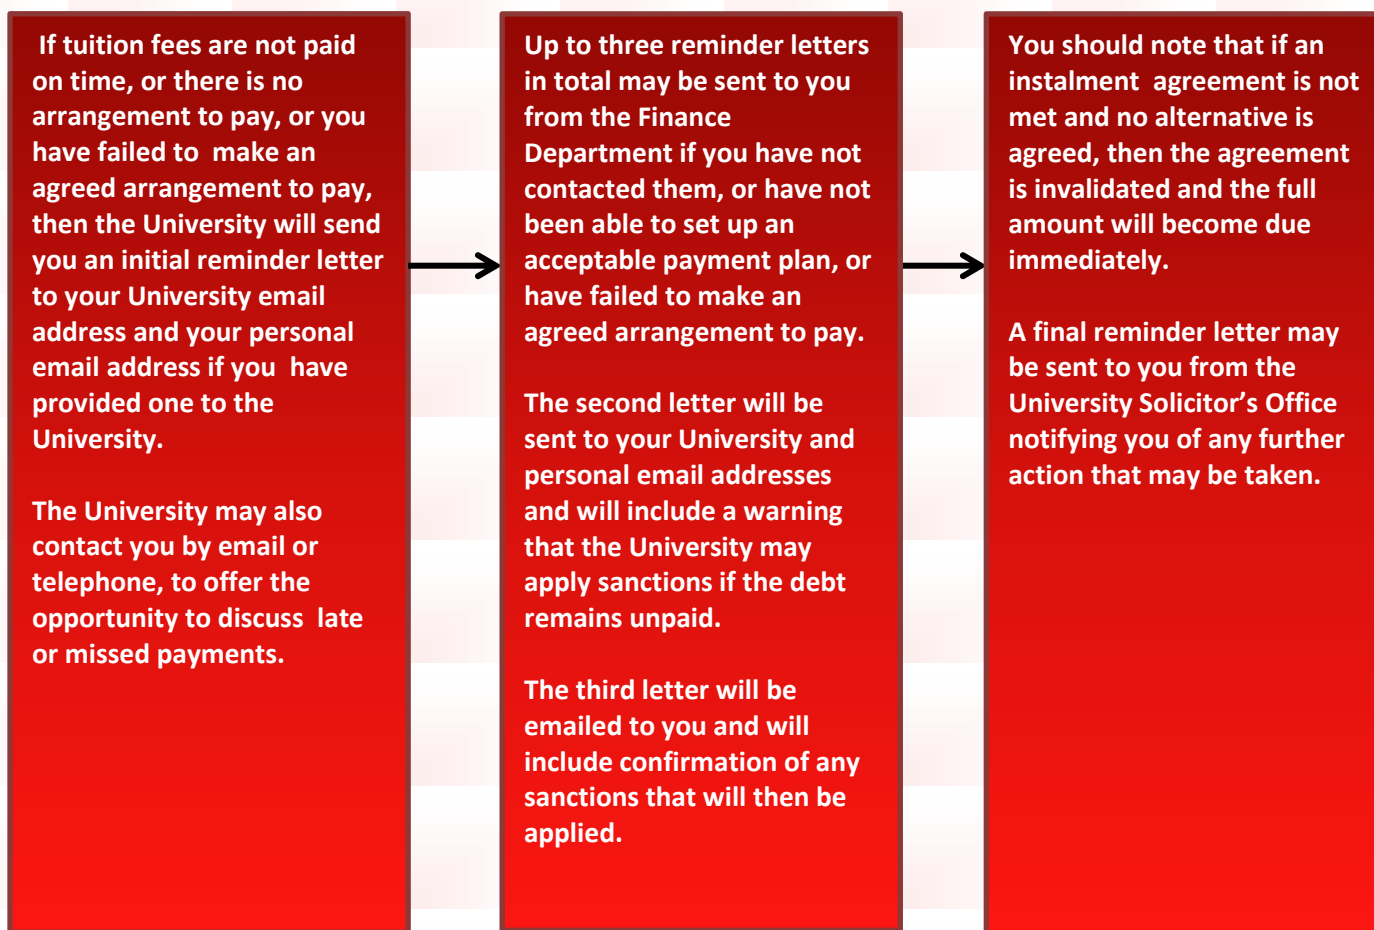 If tuition fees are not paid
on time, or there is no
arrangement to pay, or you
have failed to  make an
agreed arrangement to pay,
then the University will send
you an initial reminder letter
to your University email
address and your personal
email address if you  have
provided one to the
University.
The University may also
contact you by email or
telephone, to offer the
opportunity to discuss  late
or missed payments.
Up to three reminder letters
in total may be sent to you
from the Finance
Department if you have not
contacted them, or have not
been able to set up an
acceptable payment plan, or
have failed to make an
agreed arrangement to pay.
The second letter will be
sent to your University and
personal email addresses
and will include a warning
that the University may
apply sanctions if the debt
remains unpaid.
The third letter will be
emailed to you and will
include confirmation of any
sanctions that will then be
applied.
You should note that if an
instalment  agreement is not
met and no alternative is
agreed, then the agreement
is invalidated and the full
amount will become due
immediately.
A final reminder letter may
be sent to you from the
University Solicitor’s Office
notifying you of any further
action that may be taken.